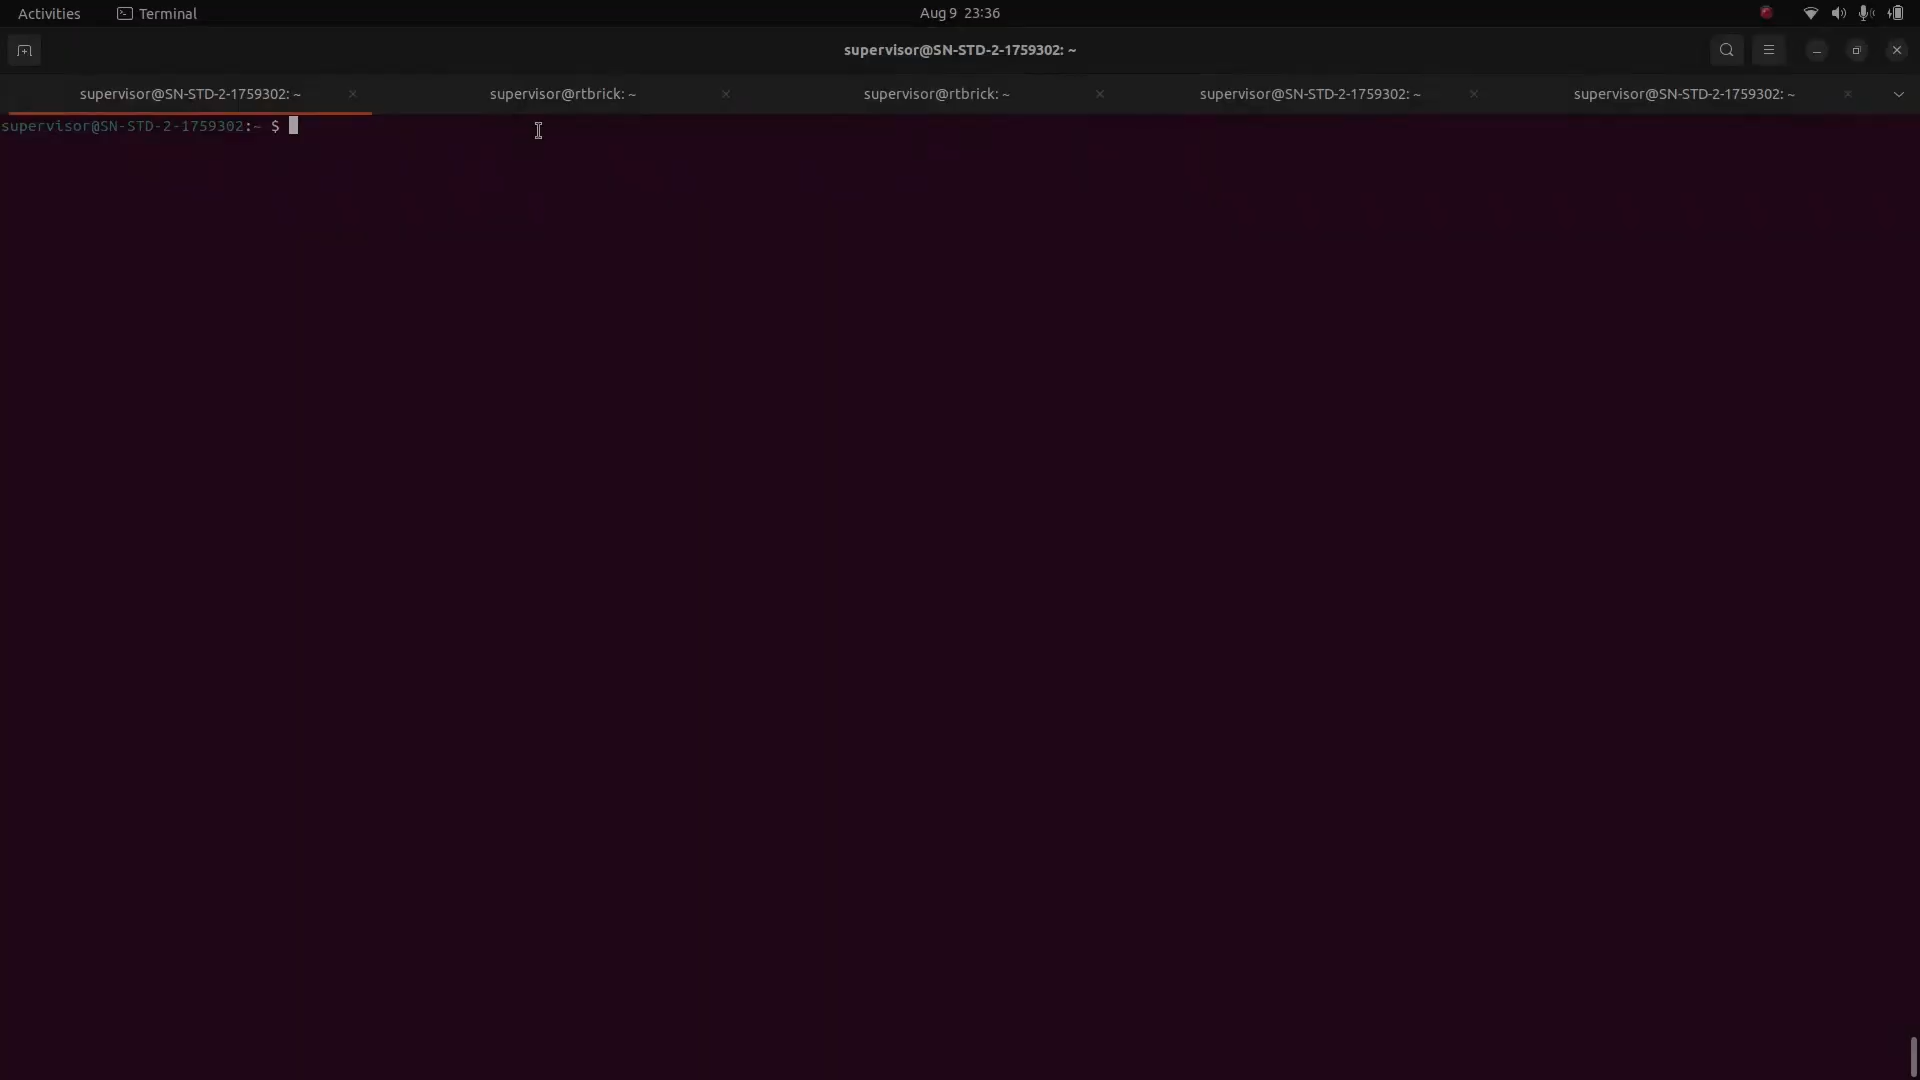 Activities Terminal Aug 9 23:36
supervisor@SN-STD-2-1759302: ~
supervisor@SN-STD-2-1759302: ~ supervisor@rtbrick: ~ supervisor@rtbrick: ~ supervisor@SN-STD-2-1759302: ~ supervisor@SN-STD-2-1759302: ~
supervisor@SN-STD-2-1759302:~ $